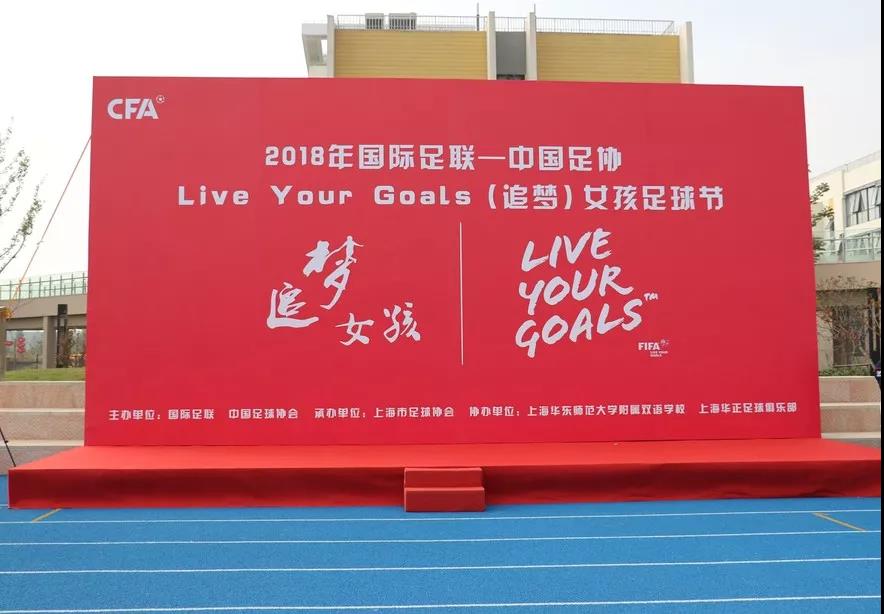 CFA
2018年国际足联—中国足协
Live Your Goals（追梦）女孩足球节
追梦
女孩
LIVE
YOUR
GOALS™
FIFA
LIVE YOUR
GOALS
主办单位：国际足联 中国足球协会 承办单位：上海市足球协会 协办单位：上海华东师范大学附属双语学校 上海华正足球俱乐部